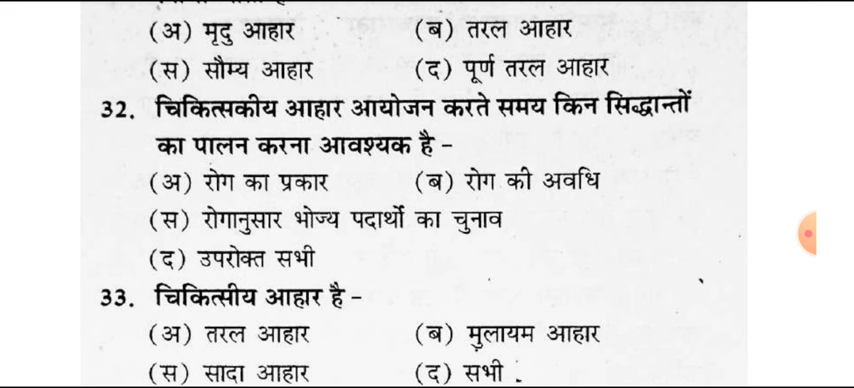 (अ) मृदु आहार (ब) तरल आहार
(स) सौम्य आहार (द) पूर्ण तरल आहार
32. चिकित्सकीय आहार आयोजन करते समय किन सिद्धान्तों
का पालन करना आवश्यक है –
(अ) रोग का प्रकार (ब) रोग की अवधि
(स) रोगानुसार भोज्य पदार्थो का चुनाव
(द) उपरोक्त सभी
33. चिकित्सीय आहार है –
(अ) तरल आहार (ब) मुलायम आहार
(स) सादा आहार (द) सभी .